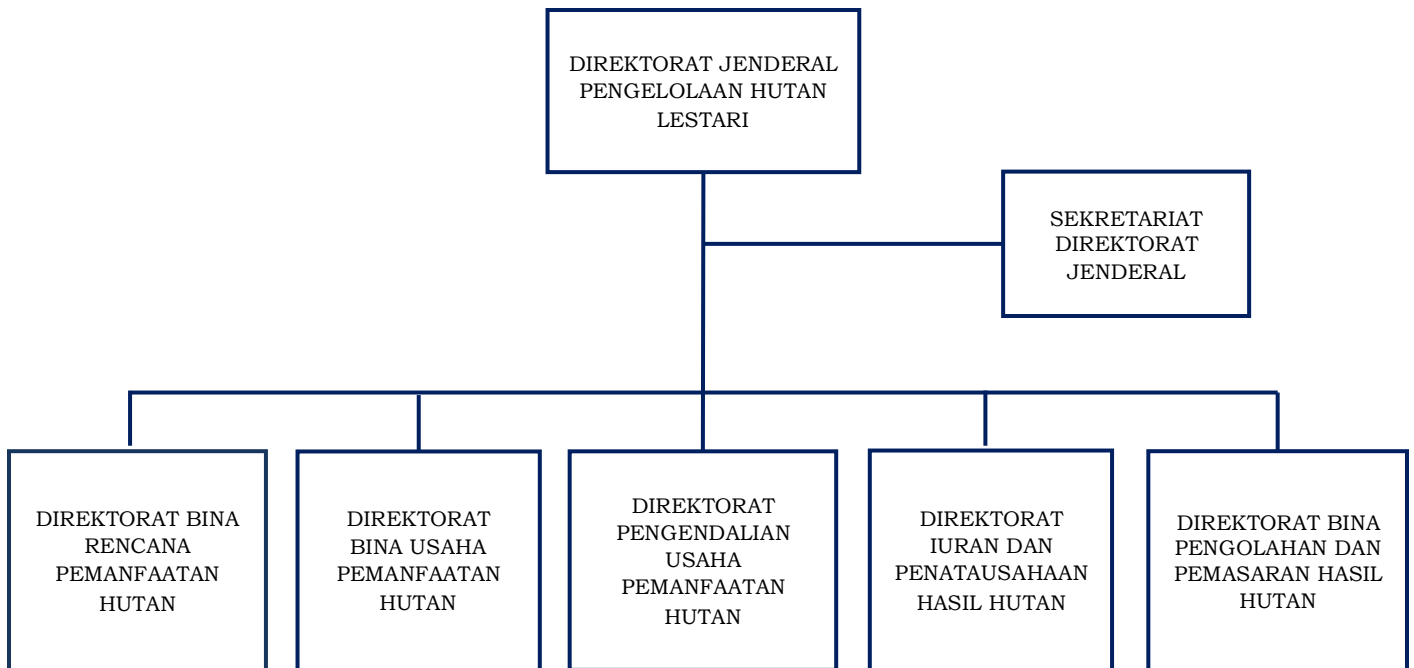 DIREKTORAT JENDERAL
PENGELOLAAN HUTAN
LESTARI
SEKRETARIAT
DIREKTORAT
JENDERAL
DIREKTORAT BINA
RENCANA
PEMANFAATAN
HUTAN
DIREKTORAT
BINA USAHA
PEMANFAATAN
HUTAN
DIREKTORAT
PENGENDALIAN
USAHA
PEMANFAATAN
HUTAN
DIREKTORAT
IURAN DAN
PENATAUSAHAAN
HASIL HUTAN
DIREKTORAT BINA
PENGOLAHAN DAN
PEMASARAN HASIL
HUTAN